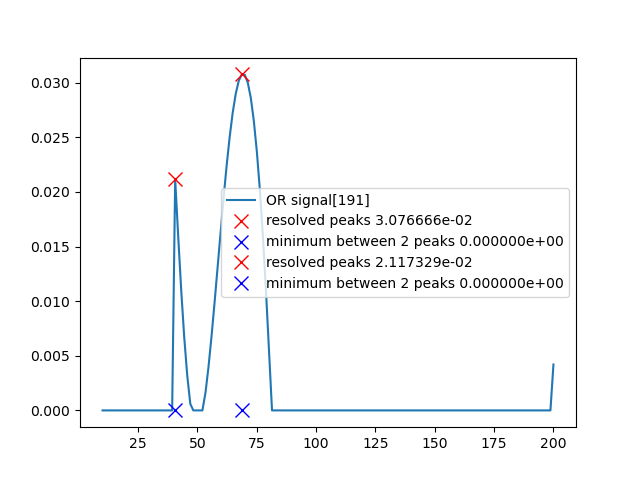 0.030
0.025
0.020
0.015
0.010
0.005
0.000
OR signal[191]
resolved peaks 3.076666e-02
minimum between 2 peaks 0.000000e+00
resolved peaks 2.117329e-02
minimum between 2 peaks 0.000000e+00
25 50 75 100 125 150 175 200